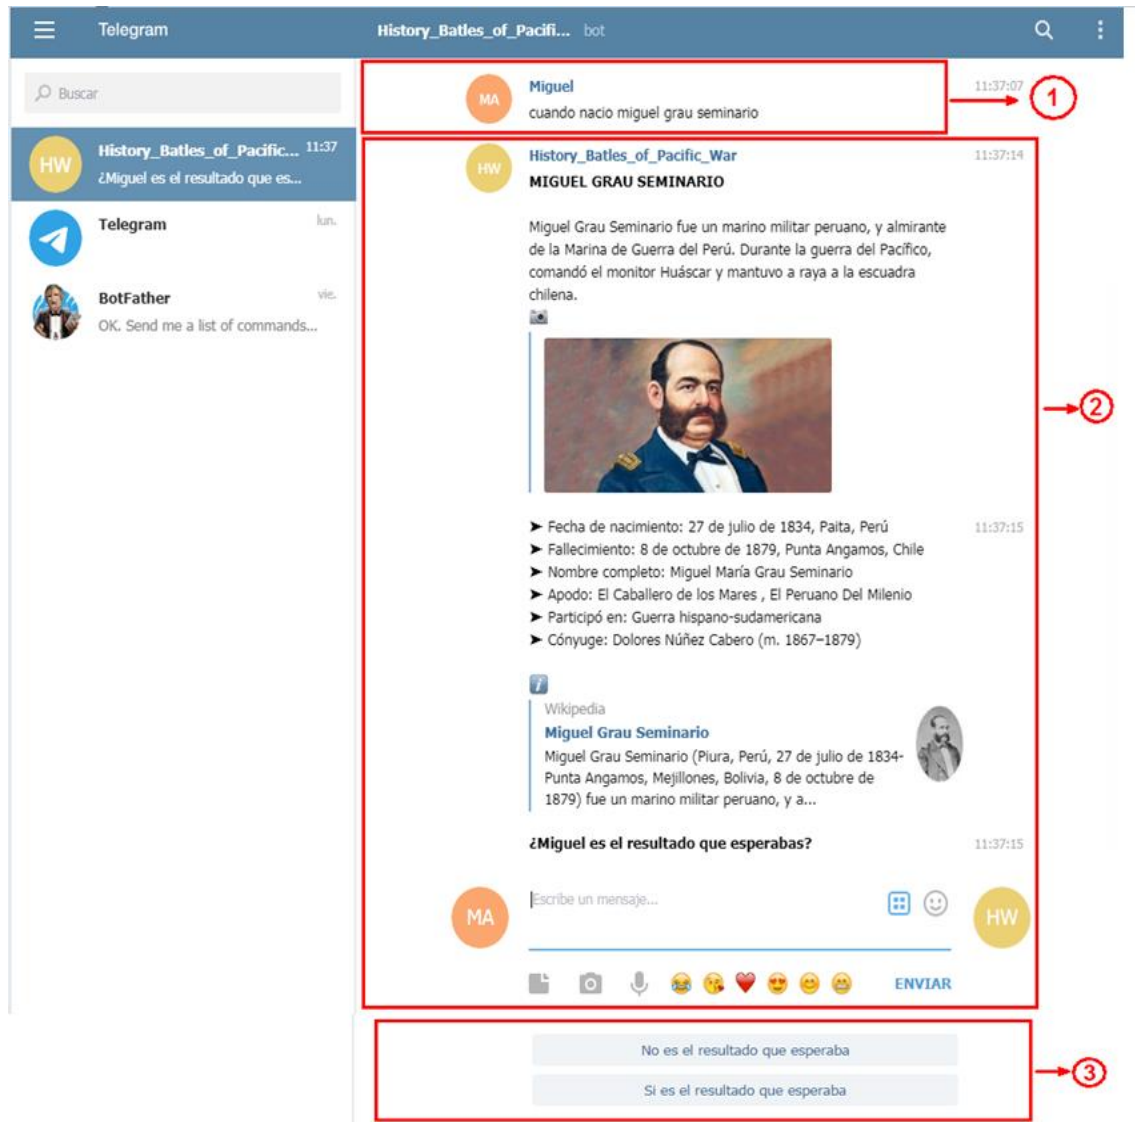 Telegram
History_Batles_of_Pacifi... bot
Buscar
HW
History_Batles_of_Pacific... 11:37
¿Miguel es el resultado que es...
Telegram
lun.
BotFather
vie.
OK. Send me a list of commands...
MA
Miguel
11:37:07
cuando nacio miguel grau seminario
1
HW
History_Batles_of_Pacific_War
11:37:14
MIGUEL GRAU SEMINARIO
Miguel Grau Seminario fue un marino militar peruano, y almirante
de la Marina de Guerra del Perú. Durante la guerra del Pacífico,
comandó el monitor Huáscar y mantuvo a raya a la escuadra
chilena.
2
➤ Fecha de nacimiento: 27 de julio de 1834, Paita, Perú
11:37:15
➤ Fallecimiento: 8 de octubre de 1879, Punta Angamos, Chile
➤ Nombre completo: Miguel María Grau Seminario
➤ Apodo: El Caballero de los Mares , El Peruano Del Milenio
➤ Participó en: Guerra hispano-sudamericana
➤ Cónyuge: Dolores Núñez Cabero (m. 1867–1879)
i
Wikipedia
Miguel Grau Seminario
Miguel Grau Seminario (Piura, Perú, 27 de julio de 1834-
Punta Angamos, Mejillones, Bolivia, 8 de octubre de
1879) fue un marino militar peruano, y a...
¿Miguel es el resultado que esperabas?
11:37:15
MA
Escribe un mensaje...
HW
ENVIAR
No es el resultado que esperaba
Si es el resultado que esperaba
3